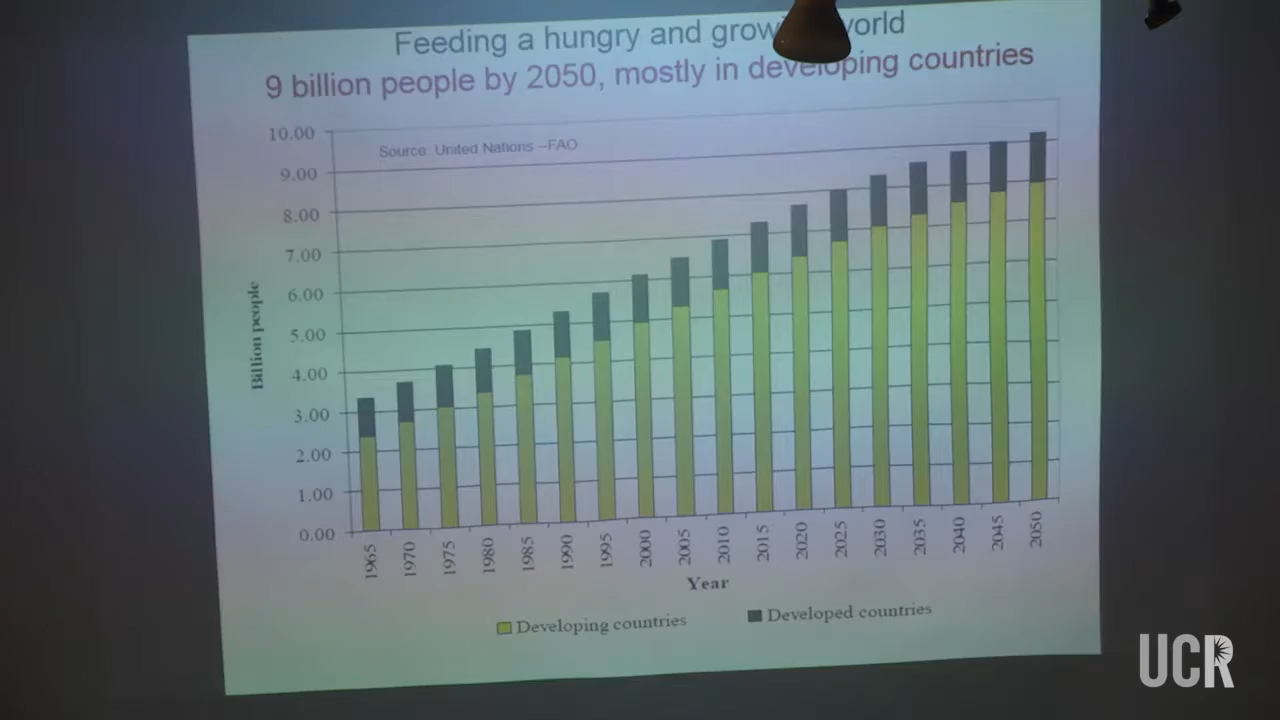 Feeding a hungry and grow orld
9 billion people by 2050, mostly in developing countries
Source: United Nations –FAO
10.00
9.00
8.00
7.00
6.00
5.00
4.00
3.00
2.00
1.00
0.00
Billion people
1965 1970 1975 1980 1985 1990 1995 2000 2005 2010 2015 2020 2025 2030 2035 2040 2045 2050
Year
Developing countries Developed countries
UCR